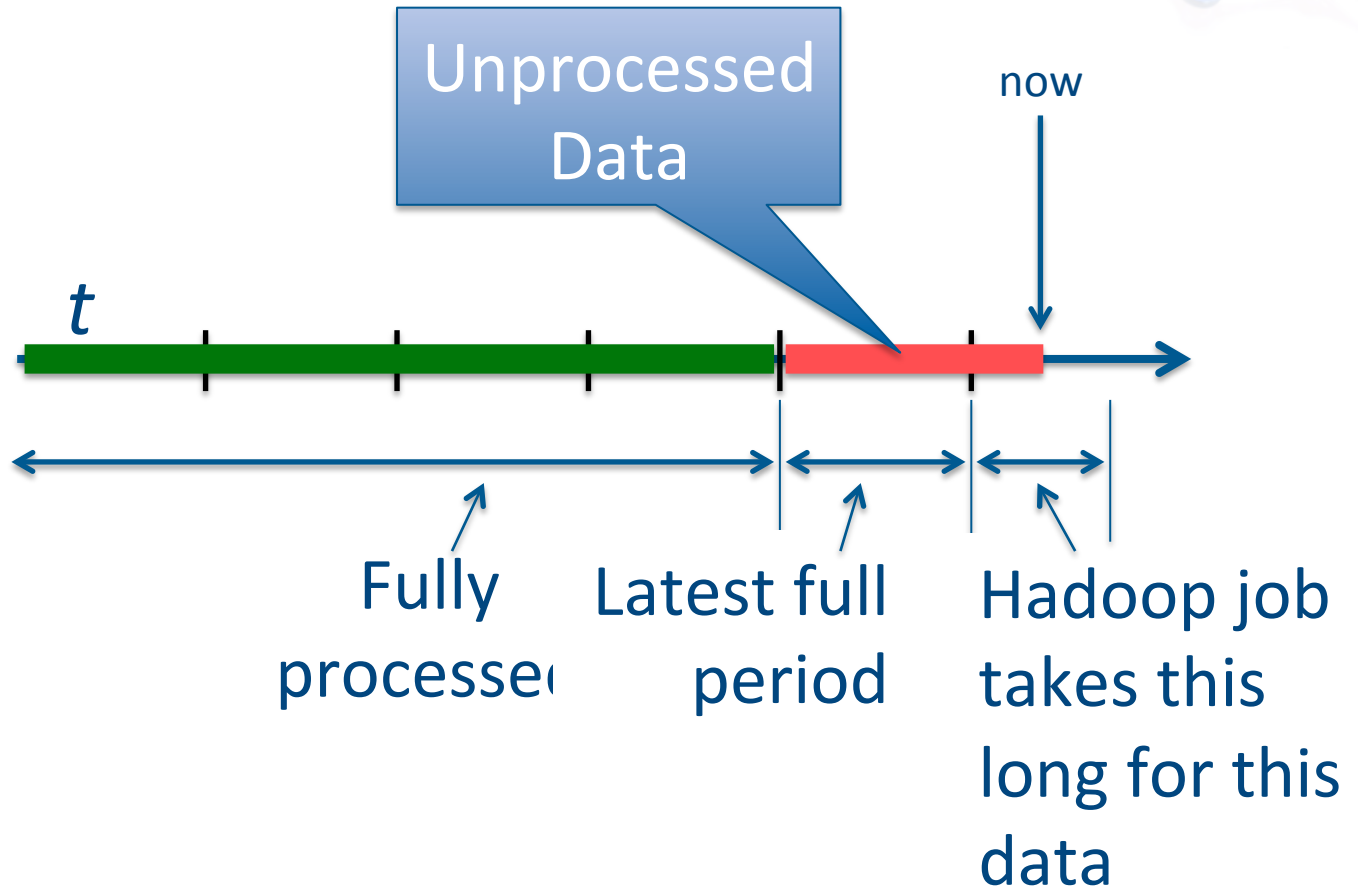 Unprocessed
Data
now
t
Fully
processe
Latest full
period
Hadoop job
takes this
long for this
data